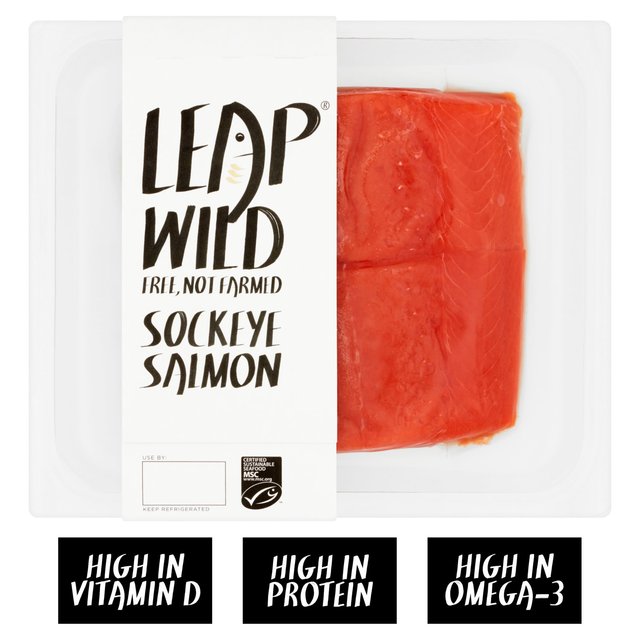 LEAP®
WILD
FREE, NOT FARMED
SOCKEYE
SALMON
USE BY:
KEEP REFRIGERATED
CERTIFIED
SUSTAINABLE
SEAFOOD
MSC
www.msc.org
HIGH IN
VITAMIN D
HIGH IN
PROTEIN
HIGH IN
OMEGA-3